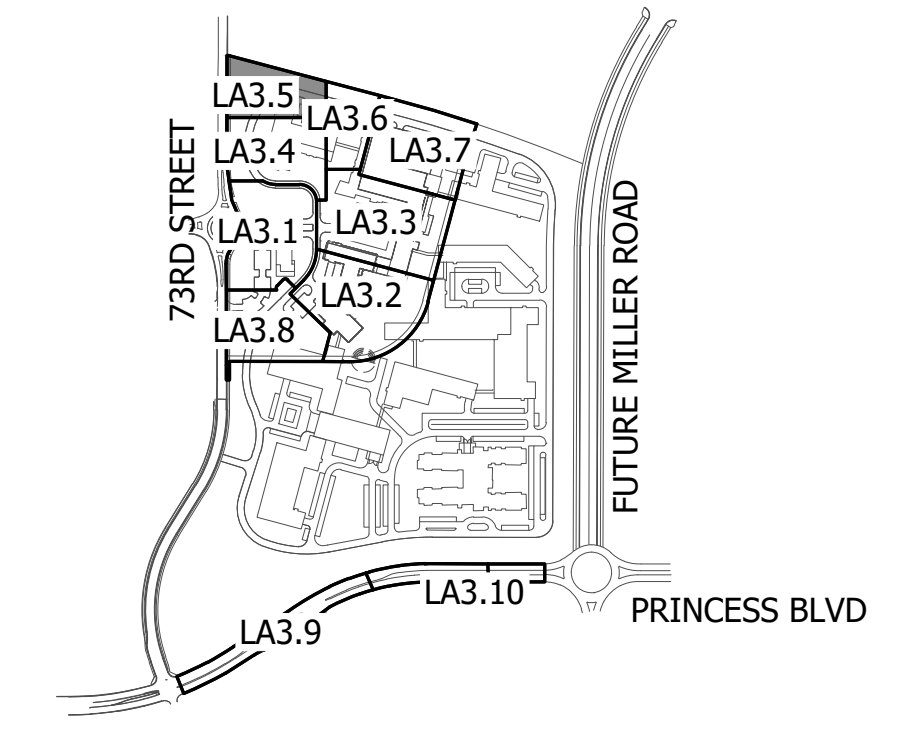 LA3.5
LA3.6
LA3.4
LA3.7
73RD STREET
LA3.1
LA3.3
LA3.2
LA3.8
FUTURE MILLER ROAD
LA3.10
PRINCESS BLVD
LA3.9